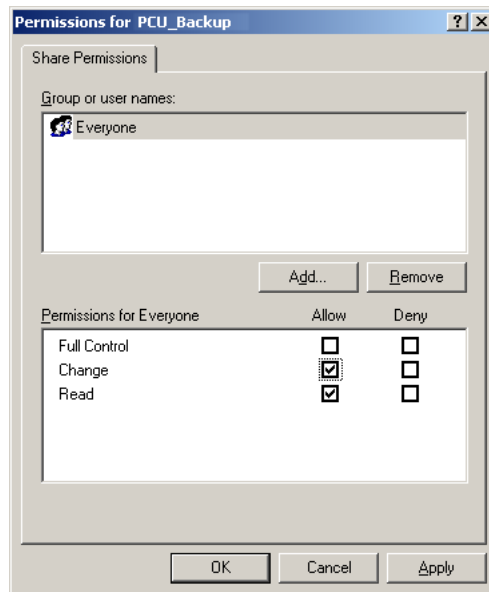 Permissions for PCU_Backup
Share Permissions
Group or user names:
Everyone
Add... Remove
Permissions for Everyone Allow Deny
Full Control
Change
Read
OK Cancel Apply